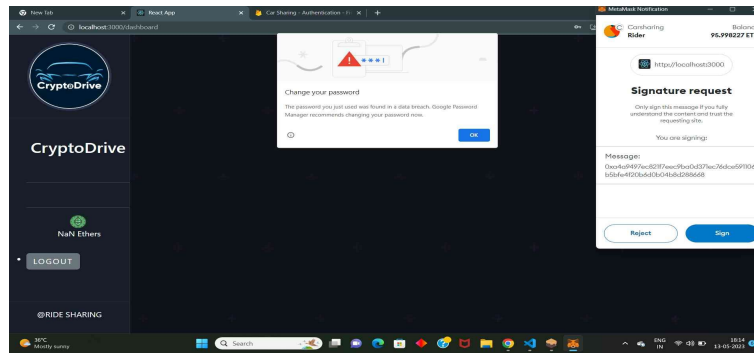 New Tab
React App
Car Sharing - Authentication - Fi
localhost:3000/dashboard
CryptoDrive
CryptoDrive
NaN Ethers
LOGOUT
@RIDE SHARING
***!
Change your password
The password you just used was found in a data breach. Google Password
Manager recommends changing your password now.
OK
MetaMask Notification
Carsharing
Balanc
Rider
95.998227 ET
http://localhost:3000
Signature request
Only sign this message if you fully
understand the content and trust the
requesting site.
You are signing:
Message:
Reject
Sign
36°C
Mostly sunny
Search
ENG
IN
18:14
13-05-2023